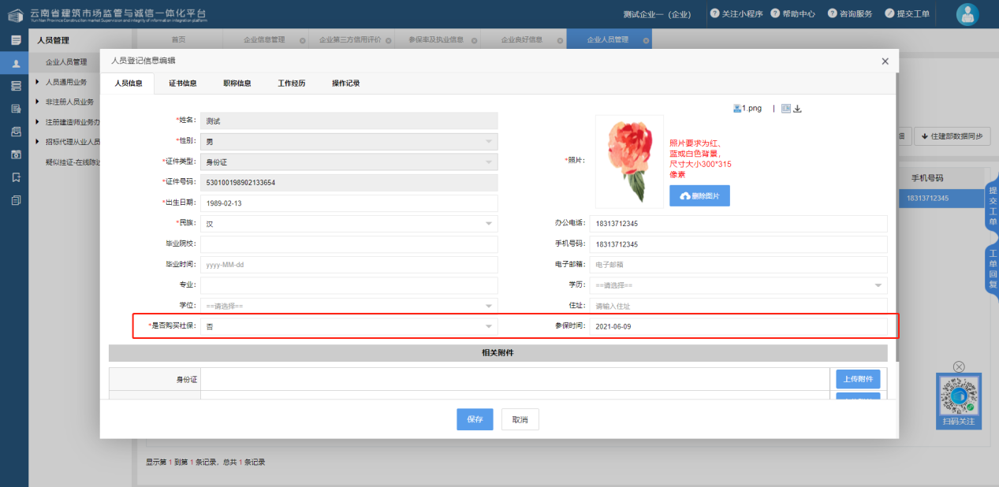 云南省建筑市场监管与诚信一体化平台
Yun Nan Province Construction market Supervision and integrity of information integration platform
测试企业一（企业）
关注小程序
帮助中心
咨询服务
提交工单
人员管理
首页
企业信息管理
企业第三方信用评价
参保率及执业信息
企业良好信息
企业人员管理
企业人员管理
人员通用业务
非注册人员业务
注册建造师业务办
招标代理从业人员
疑似挂证-在线陈述
人员登记信息编辑
人员信息
证书信息
职称信息
工作经历
操作记录
1.png |
*姓名： 测试
*性别： 男
*证件类型： 身份证
*证件号码： 530100198902133654
*出生日期： 1989-02-13
*民族： 汉
毕业院校：
毕业时间： yyyy-MM-dd
专业：
学位： ==请选择==
*是否购买社保： 否
*照片：
照片要求为红、
蓝或白色背景，
尺寸大小300*315
像素
删除图片
办公电话： 18313712345
手机号码： 18313712345
电子邮箱： 电子邮箱
学历： ==请选择==
住址： 请输入住址
参保时间： 2021-06-09
相关附件
身份证
上传附件
保存
取消
住建部数据同步
手机号码
18313712345
提交工单
工单回复
扫码关注
显示第 1 到第 1 条记录，总共 1 条记录